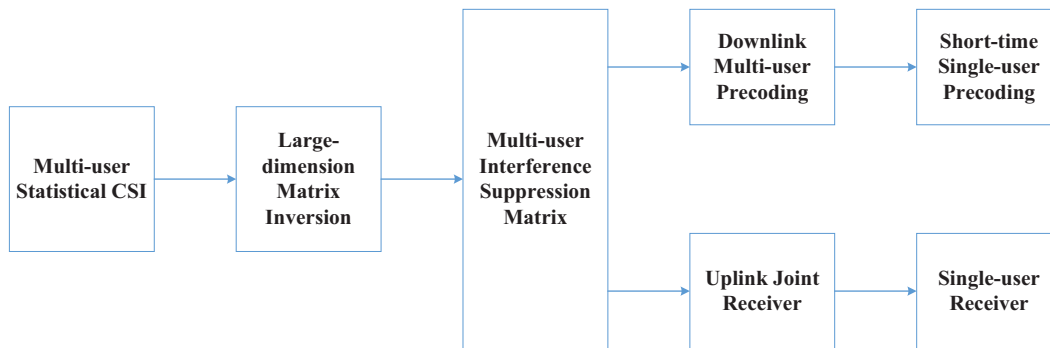 Multi-user
Statistical CSI
Large-
dimension
Matrix
Inversion
Multi-user
Interference
Suppression
Matrix
Downlink
Multi-user
Precoding
Short-time
Single-user
Precoding
Uplink Joint
Receiver
Single-user
Receiver